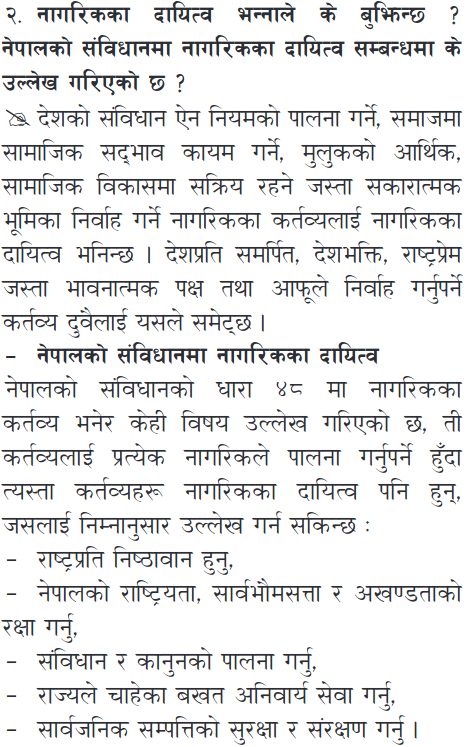 २. नागरिकका दायित्व भन्नाले के बुझिन्छ ?
नेपालको संविधानमा नागरिकका दायित्व सम्बन्धमा के
उल्लेख गरिएको छ ?
✍ देशको संविधान ऐन नियमको पालना गर्ने, समाजमा
सामाजिक सद्‌भाव कायम गर्ने, मुलुकको आर्थिक,
सामाजिक विकासमा सक्रिय रहने जस्ता सकारात्मक
भूमिका निर्वाह गर्ने नागरिकका कर्तव्यलाई नागरिकका
दायित्व भनिन्छ । देशप्रति समर्पित, देशभक्ति, राष्ट्रप्रेम
जस्ता भावनात्मक पक्ष तथा आफूले निर्वाह गर्नुपर्ने
कर्तव्य दुवैलाई यसले समेट्छ ।
– नेपालको संविधानमा नागरिकका दायित्व
नेपालको संविधानको धारा ४८ मा नागरिकका
कर्तव्य भनेर केही विषय उल्लेख गरिएको छ, ती
कर्तव्यलाई प्रत्येक नागरिकले पालना गर्नुपर्ने हुँदा
त्यस्ता कर्तव्यहरू नागरिकका दायित्व पनि हुन्,
जसलाई निम्नानुसार उल्लेख गर्न सकिन्छ :
– राष्ट्रप्रति निष्ठावान हुनु,
– नेपालको राष्ट्रियता, सार्वभौमसत्ता र अखण्डताको
रक्षा गर्नु,
– संविधान र कानुनको पालना गर्नु,
– राज्यले चाहेका बखत अनिवार्य सेवा गर्नु,
– सार्वजनिक सम्पत्तिको सुरक्षा र संरक्षण गर्नु ।